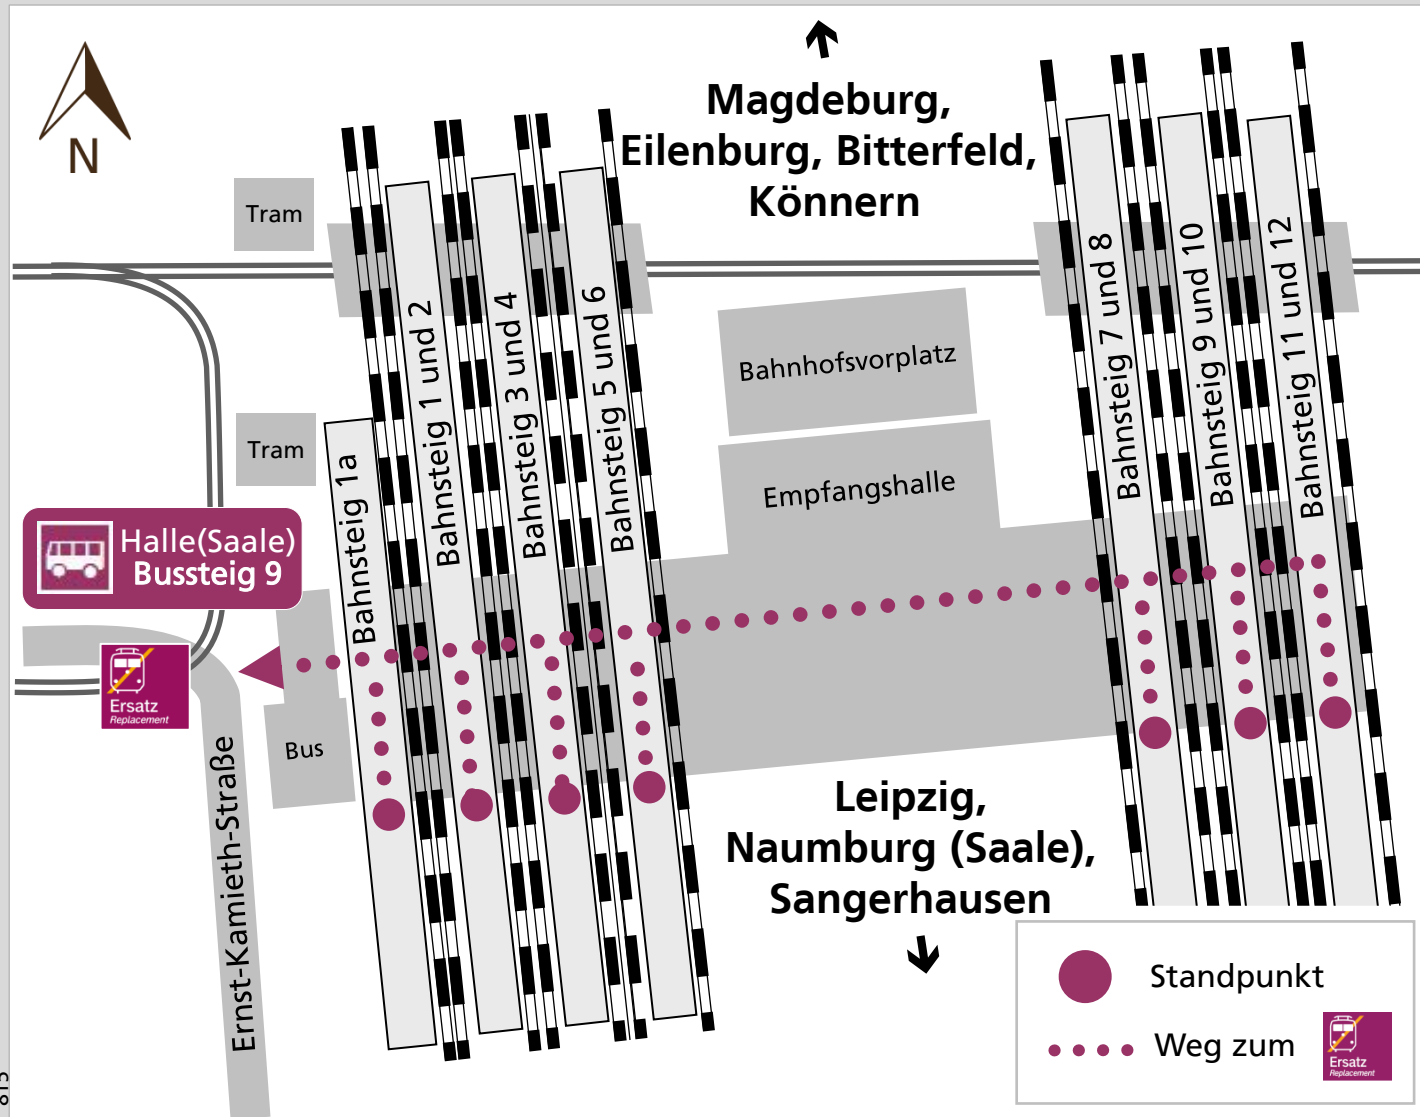 N
Magdeburg,
Eilenburg, Bitterfeld,
Könnern
Tram
Tram
Bahnhofsvorplatz
Empfangshalle
Bahnsteig 1a
Bahnsteig 1 und 2
Bahnsteig 3 und 4
Bahnsteig 5 und 6
Bahnsteig 7 und 8
Bahnsteig 9 und 10
Bahnsteig 11 und 12
Halle(Saale)
Bussteig 9
Ersatz
Replacement
Bus
Ernst-Kamieth-Straße
Leipzig,
Naumburg (Saale),
Sangerhausen
Standpunkt
Weg zum
Ersatz
Replacement